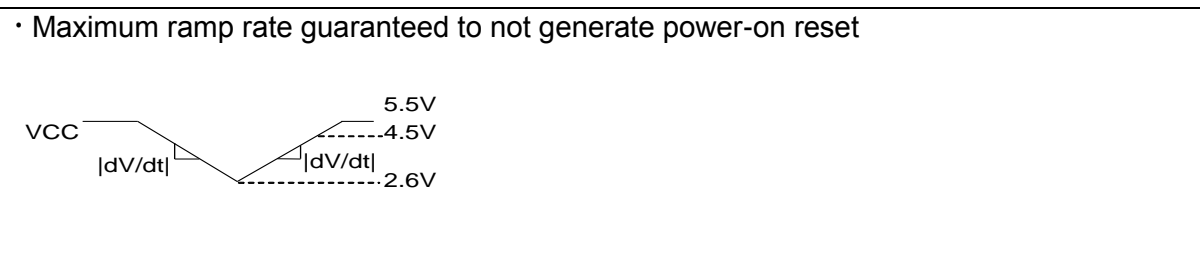 · Maximum ramp rate guaranteed to not generate power-on reset
5.5V
VCC
4.5V
|dV/dt|
|dV/dt|
2.6V